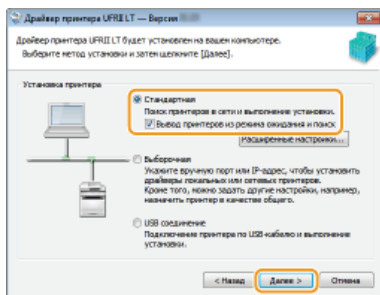 Драйвер принтера UFRII LT — Версия
Драйвер принтера UFRII LT будет установлен на вашем компьютере.
Выберите метод установки и затем щелкните [Далее].
Установка принтера
Стандартная
Поиск принтеров в сети и выполнение установки.
Вывод принтеров из режима ожидания и поиск
Расширенные настройки...
Выборочная
Укажите вручную порт или IP-адрес, чтобы установить
драйверы локальных или сетевых принтеров.
Кроме того, можно задать другие настройки, например,
назначить принтер в качестве общего.
USB соединение
Подключение принтера по USB-кабелю и выполнение
установки.
< Назад
Далее >
Отмена